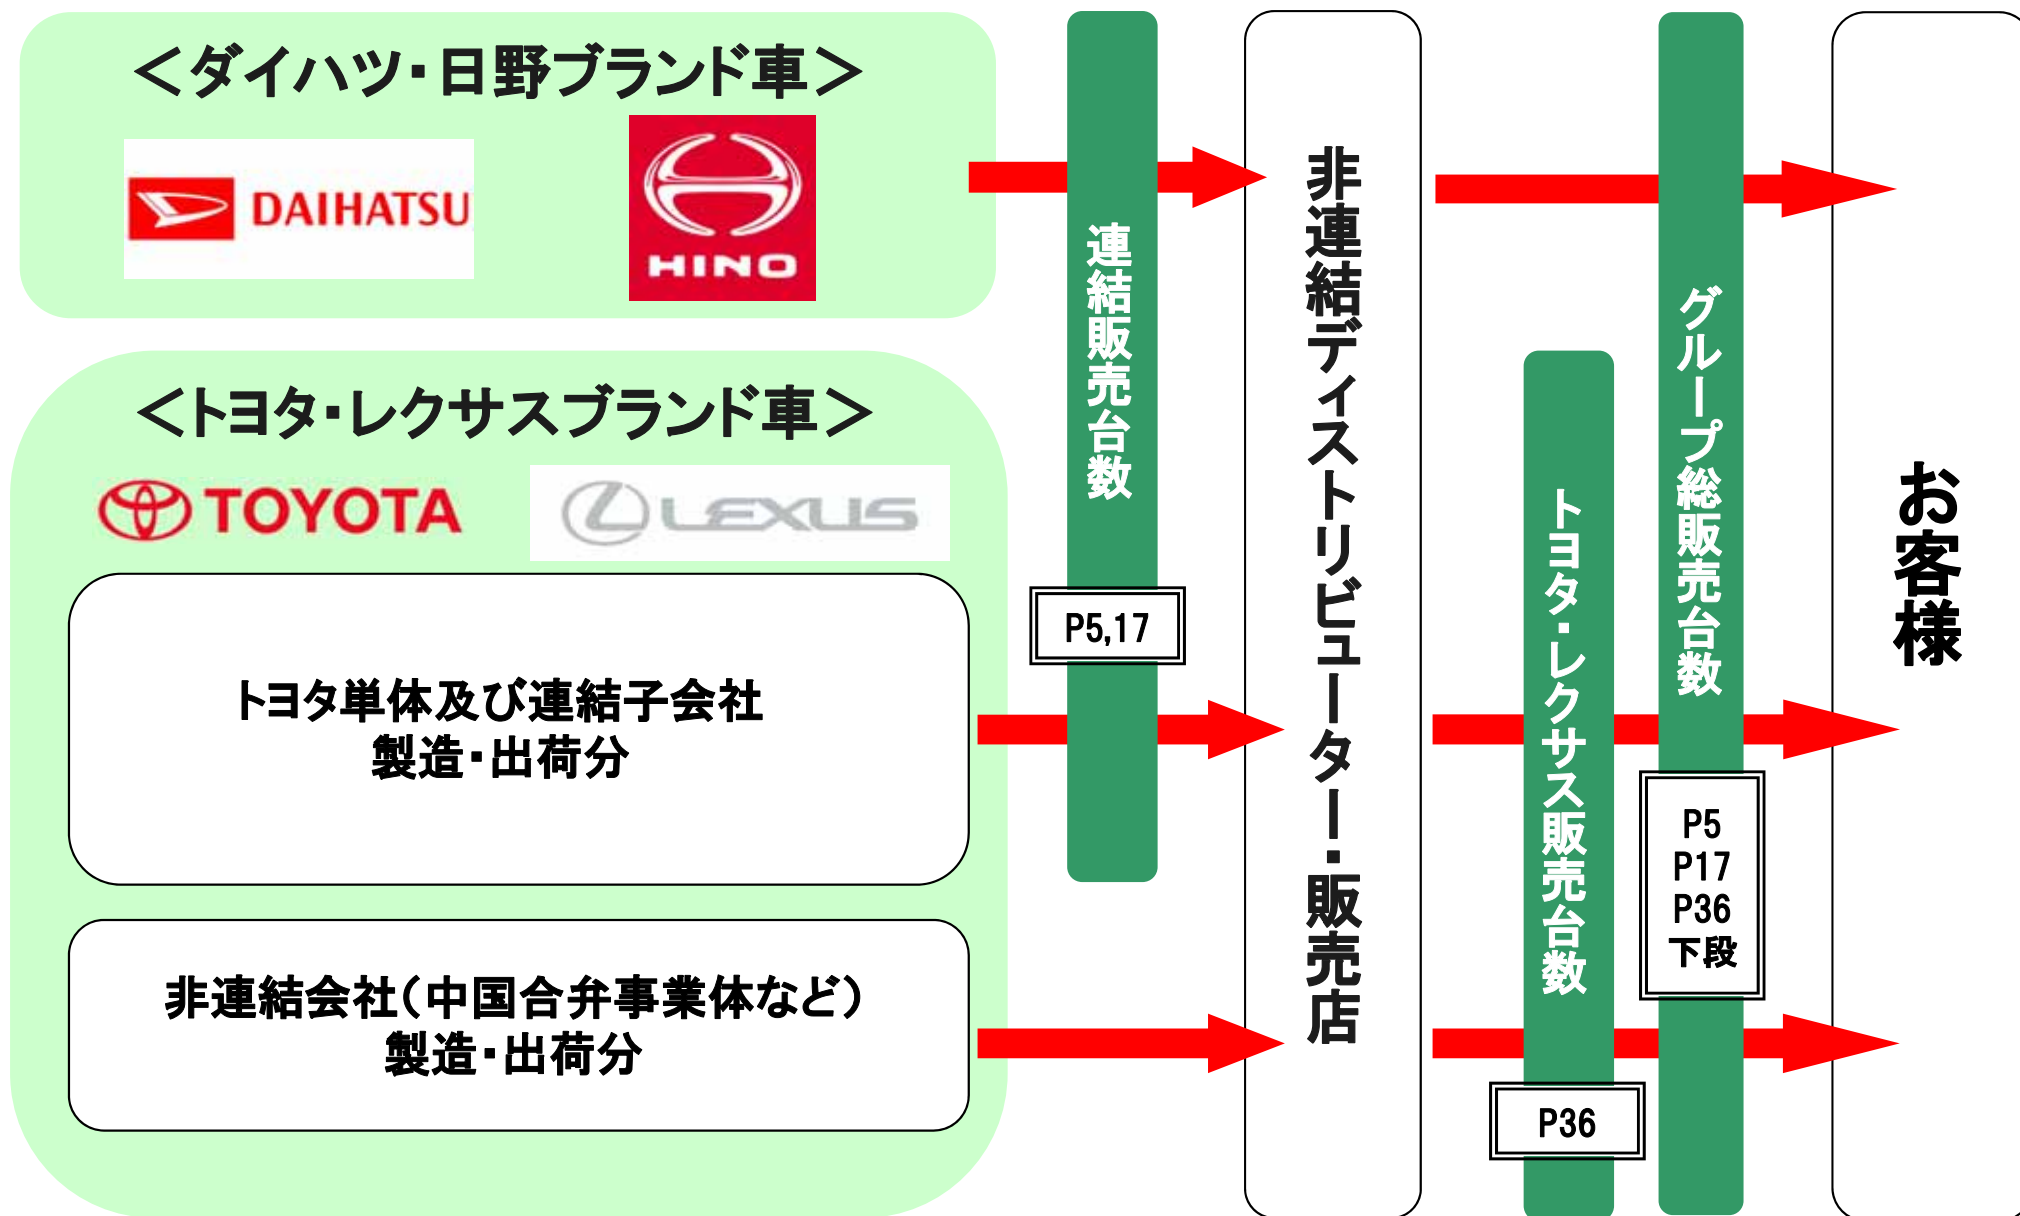 ＜ダイハツ・日野ブランド車＞
DAIHATSU
HINO
＜トヨタ・レクサスブランド車＞
TOYOTA
LEXUS
トヨタ単体及び連結子会社
製造・出荷分
非連結会社（中国合弁事業体など）
製造・出荷分
連結販売台数
P5,17
非連結ディストリビューター・販売店
トヨタ・レクサス販売台数
P36
グループ総販売台数
P5
P17
P36
下段
お客様